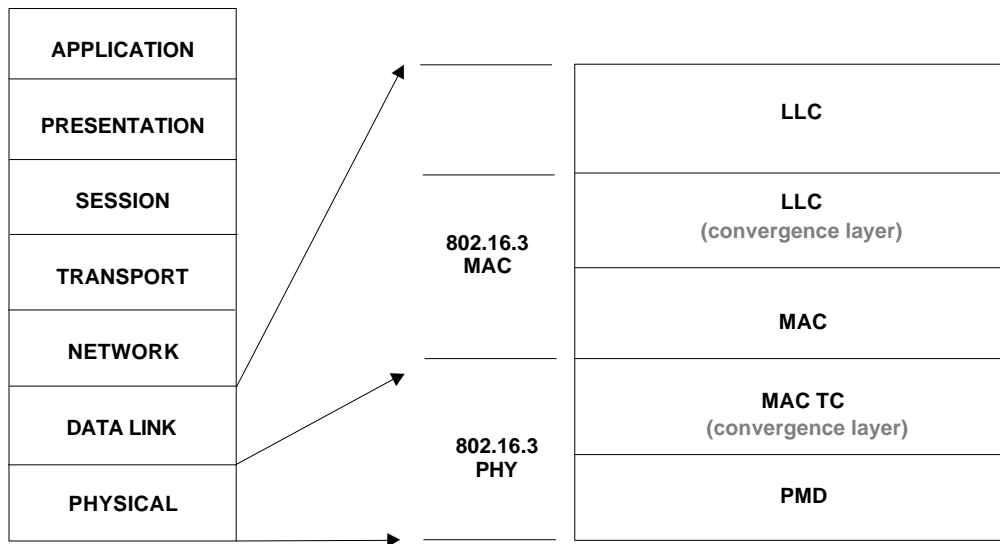 APPLICATION
PRESENTATION
SESSION
TRANSPORT
NETWORK
DATA LINK
PHYSICAL
802.16.3
MAC
802.16.3
PHY
LLC
LLC
(convergence layer)
MAC
MAC TC
(convergence layer)
PMD